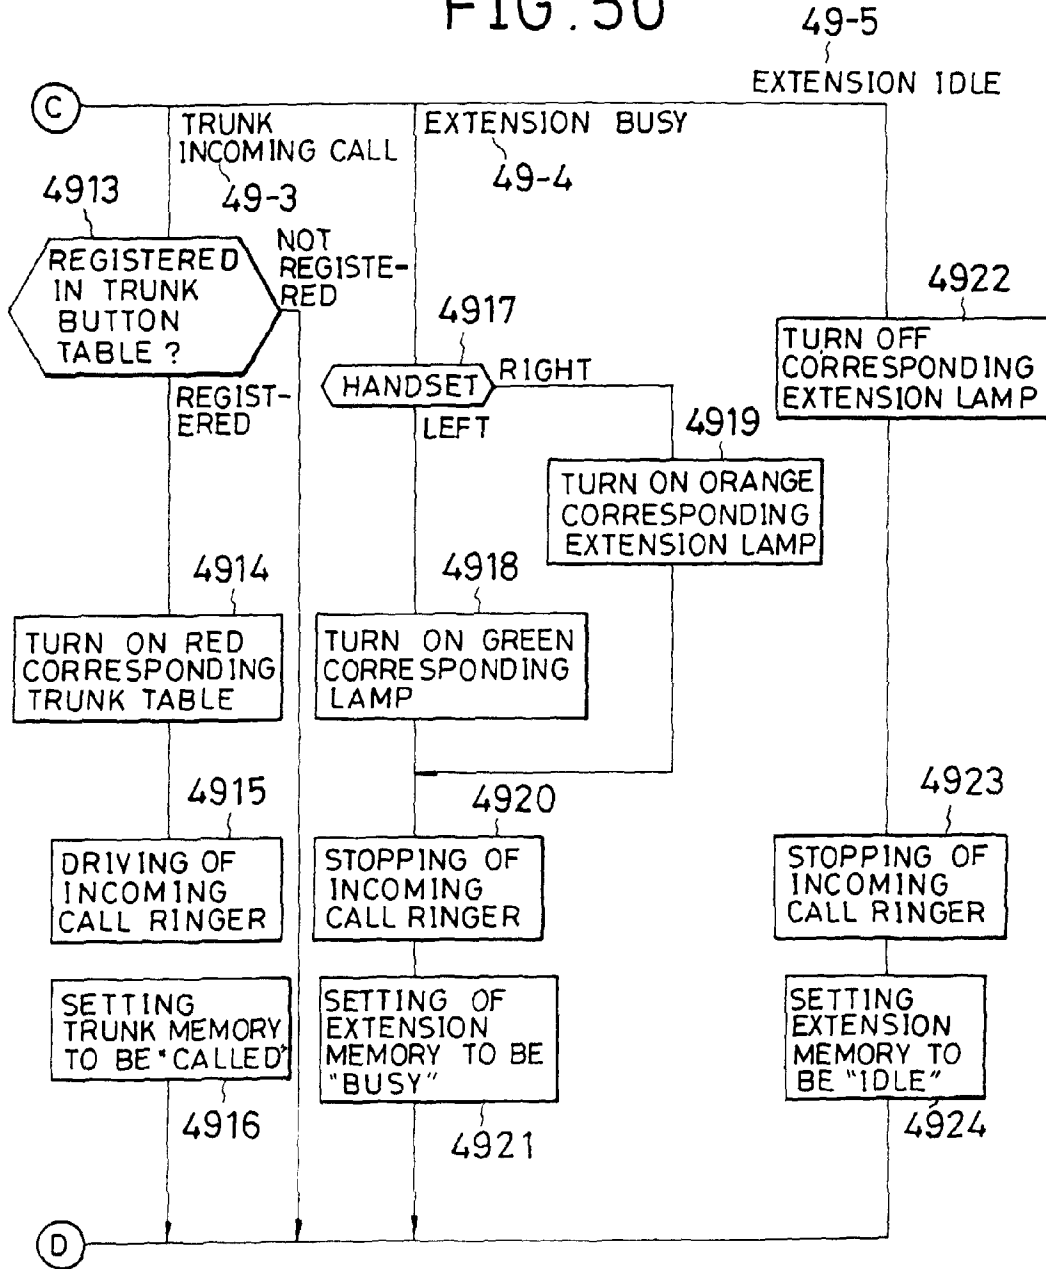 FIG. 50
49-5
EXTENSION IDLE
C
TRUNK
INCOMING CALL
49-3
EXTENSION BUSY
49-4
4913
REGISTERED
IN TRUNK
BUTTON
TABLE?
NOT
REGISTE-
RED
REGIST-
ERED
4917
HANDSET
RIGHT
LEFT
4922
TURN OFF
CORRESPONDING
EXTENSION LAMP
4919
TURN ON ORANGE
CORRESPONDING
EXTENSION LAMP
4914
TURN ON RED
CORRESPONDING
TRUNK TABLE
4918
TURN ON GREEN
CORRESPONDING
LAMP
4915
DRIVING OF
INCOMING
CALL RINGER
4920
STOPPING OF
INCOMING
CALL RINGER
4923
STOPPING OF
INCOMING
CALL RINGER
SETTING
TRUNK MEMORY
TO BE "CALLED"
4916
SETTING OF
EXTENSION
MEMORY TO BE
"BUSY"
4921
SETTING
EXTENSION
MEMORY TO
BE "IDLE"
4924
D